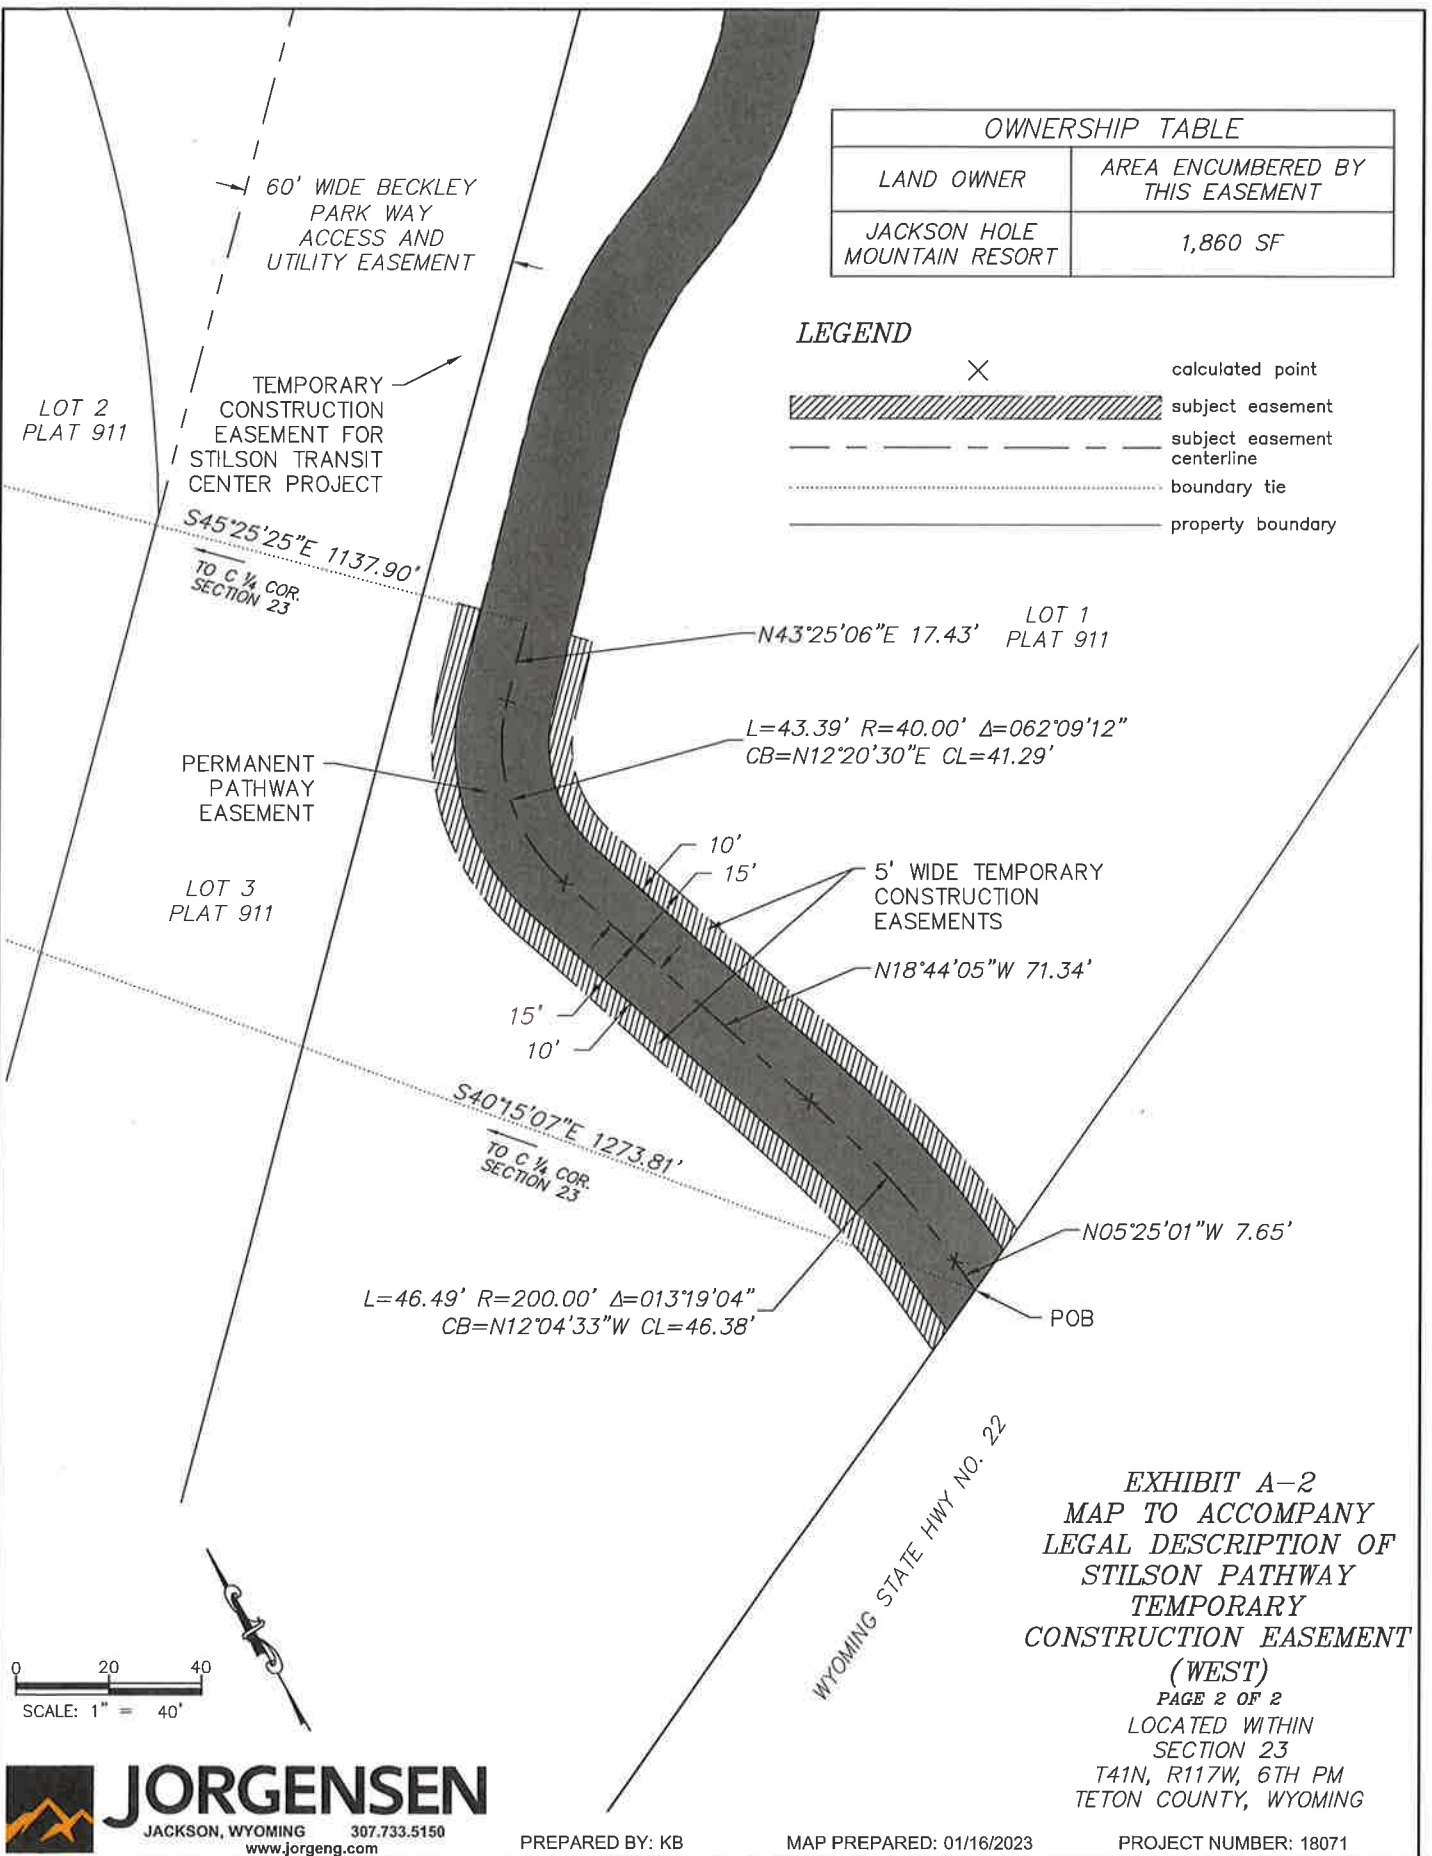 OWNERSHIP TABLE
LAND OWNER
AREA ENCUMBERED BY
THIS EASEMENT
JACKSON HOLE
MOUNTAIN RESORT
1,860 SF
60' WIDE BECKLEY
PARK WAY
ACCESS AND
UTILITY EASEMENT
LEGEND
calculated point
subject easement
subject easement
centerline
boundary tie
property boundary
TEMPORARY
CONSTRUCTION
EASEMENT FOR
STILSON TRANSIT
CENTER PROJECT
LOT 2
PLAT 911
S45°25'25"E 1137.90'
TO C ¼ COR.
SECTION 23
N43°25'06"E 17.43'
LOT 1
PLAT 911
L=43.39' R=40.00' Δ=062°09'12"
CB=N12°20'30"E CL=41.29'
PERMANENT
PATHWAY
EASEMENT
10'
15'
5' WIDE TEMPORARY
CONSTRUCTION
EASEMENTS
LOT 3
PLAT 911
N18°44'05"W 71.34'
15'
10'
S40°15'07"E 1273.81'
TO C ¼ COR.
SECTION 23
N05°25'01"W 7.65'
L=46.49' R=200.00' Δ=013°19'04"
CB=N12°04'33"W CL=46.38'
POB
WYOMING STATE HWY NO. 22
EXHIBIT A-2
MAP TO ACCOMPANY
LEGAL DESCRIPTION OF
STILSON PATHWAY
TEMPORARY
CONSTRUCTION EASEMENT
(WEST)
PAGE 2 OF 2
LOCATED WITHIN
SECTION 23
T41N, R117W, 6TH PM
TETON COUNTY, WYOMING
0 20 40
SCALE: 1" = 40'
JORGENSEN
JACKSON, WYOMING 307.733.5150
www.jorgeng.com
PREPARED BY: KB
MAP PREPARED: 01/16/2023
PROJECT NUMBER: 18071